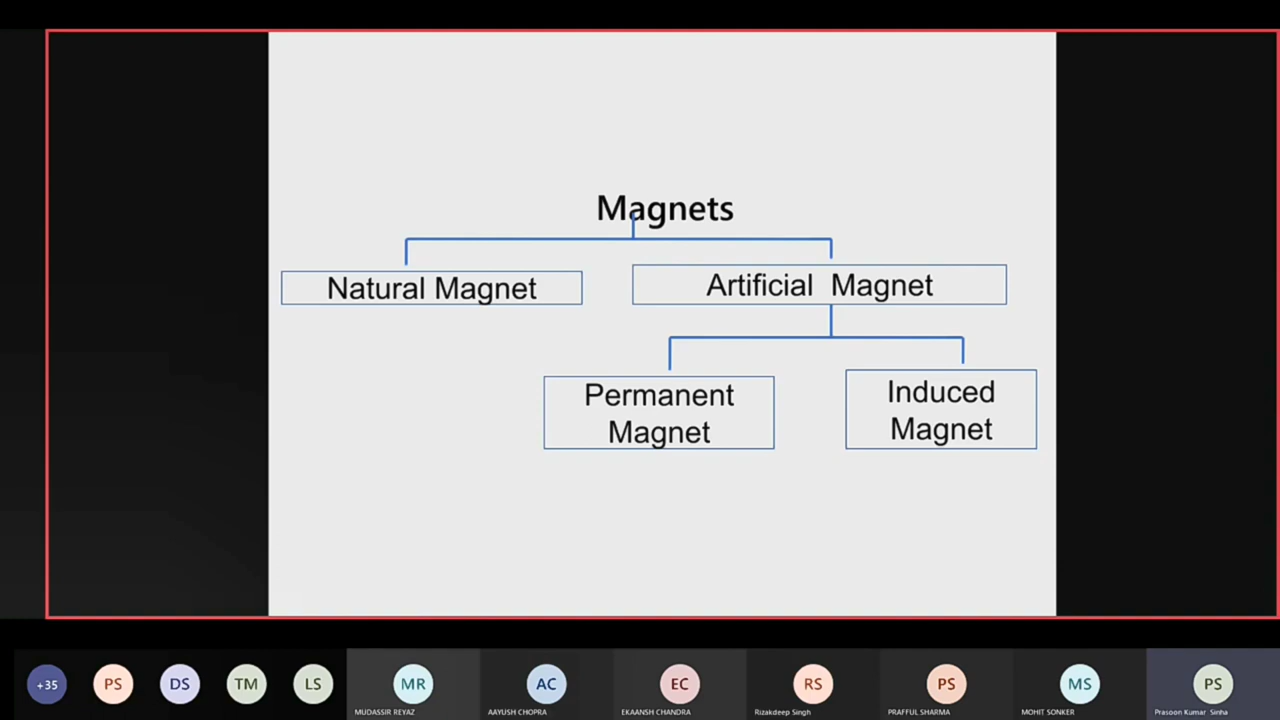 Magnets
Natural Magnet
Artificial Magnet
Permanent
Magnet
Induced
Magnet
+35
PS
DS
TM
LS
MR
AC
EC
RS
PS
MS
PS
MUDASSIR REYAZ
AAYUSH CHOPRA
EKAANSH CHANDRA
Rizakdeep Singh
PRAFFUL SHARMA
MOHIT SONKER
Prasoon Kumar Sinha